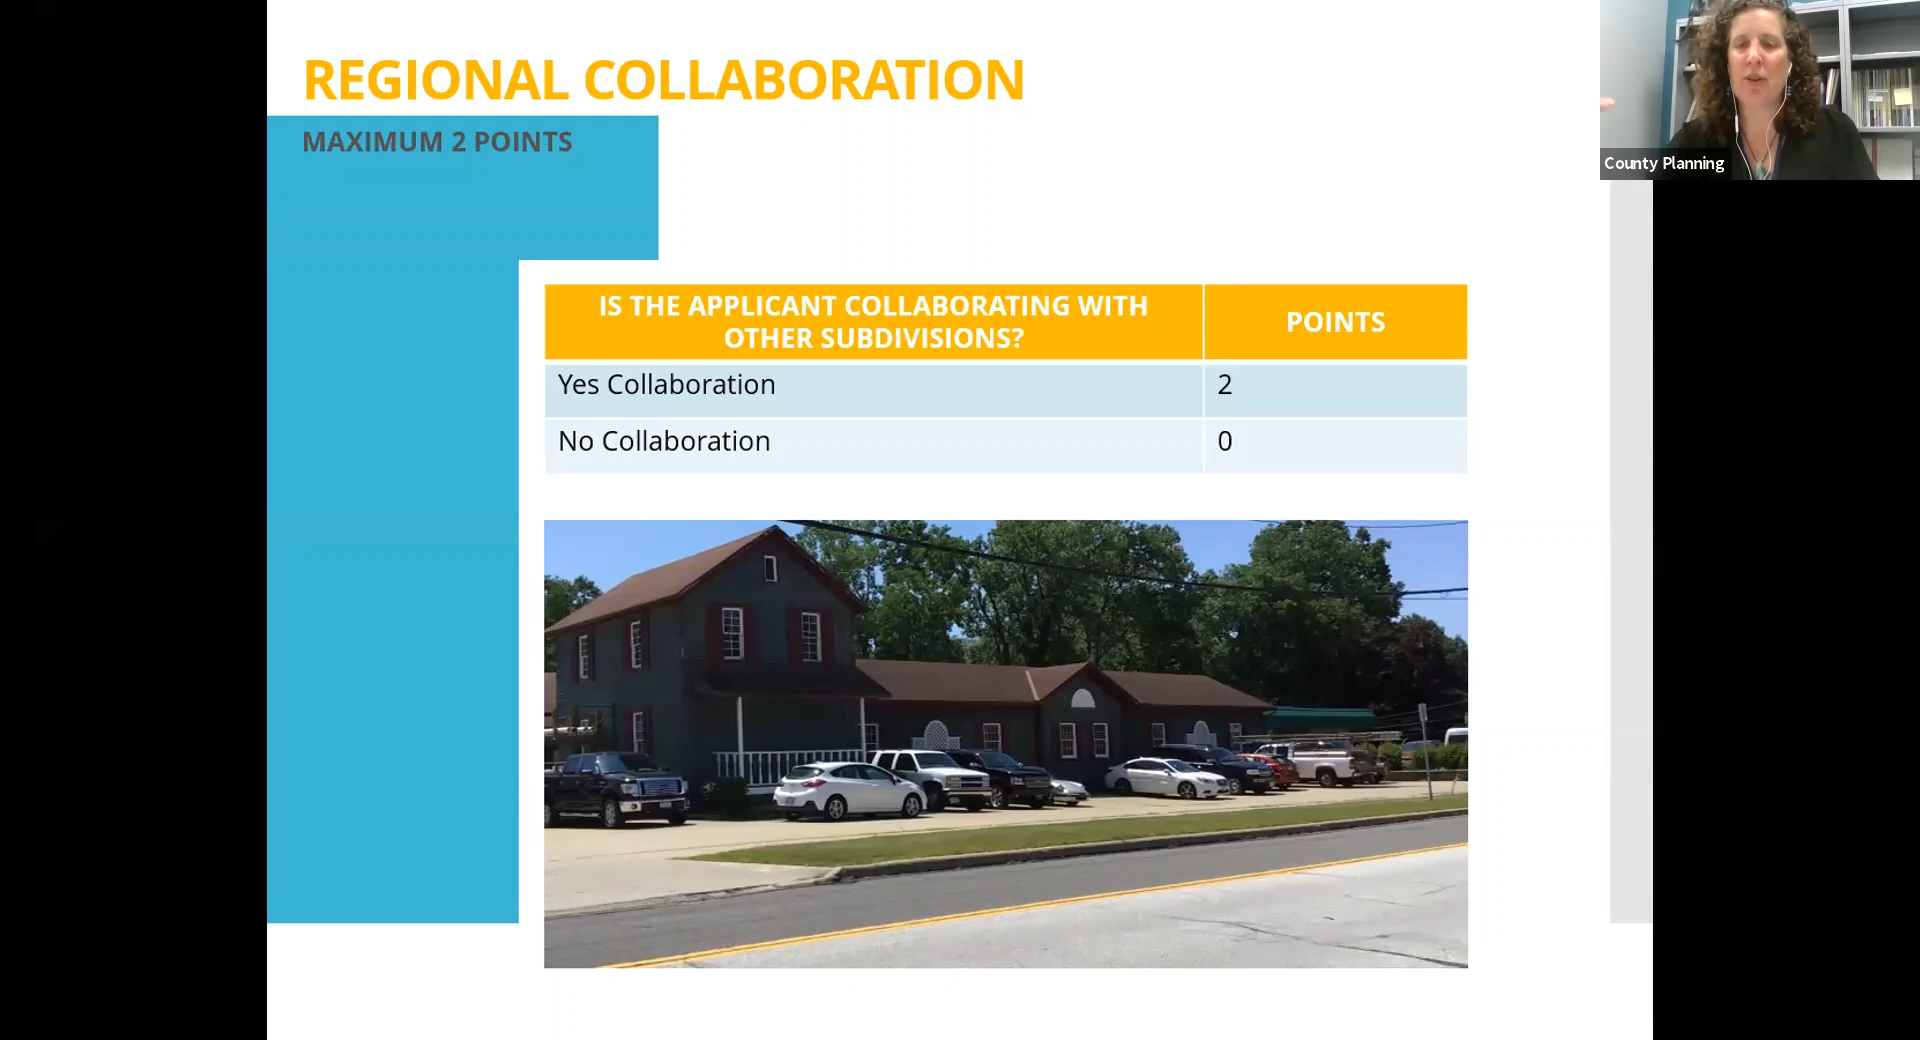 REGIONAL COLLABORATION
MAXIMUM 2 POINTS
IS THE APPLICANT COLLABORATING WITH
OTHER SUBDIVISIONS?
POINTS
Yes Collaboration
2
No Collaboration
0
County Planning